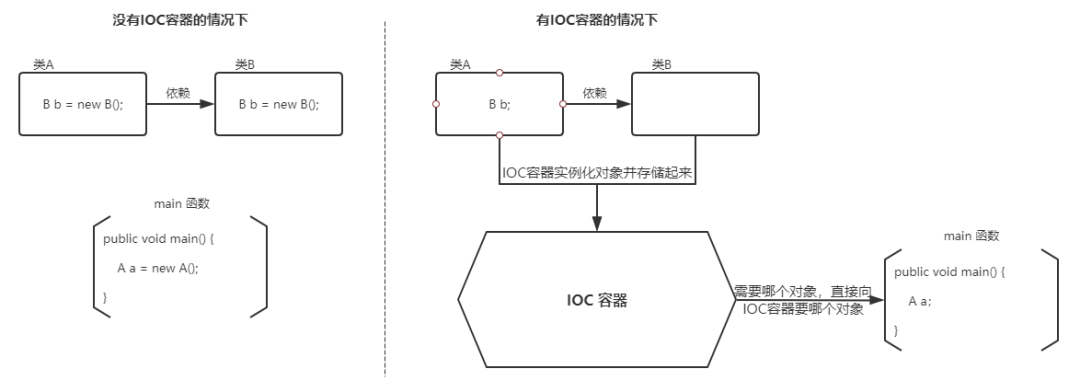 没有IOC容器的情况下
类A
B b = new B();
依赖
类B
B b = new B();
main 函数
public void main() {
A a = new A();
}
有IOC容器的情况下
类A
B b;
依赖
类B
IOC容器实例化对象并存储起来
IOC 容器
需要哪个对象，直接向
IOC容器要哪个对象
main 函数
public void main() {
A a;
}